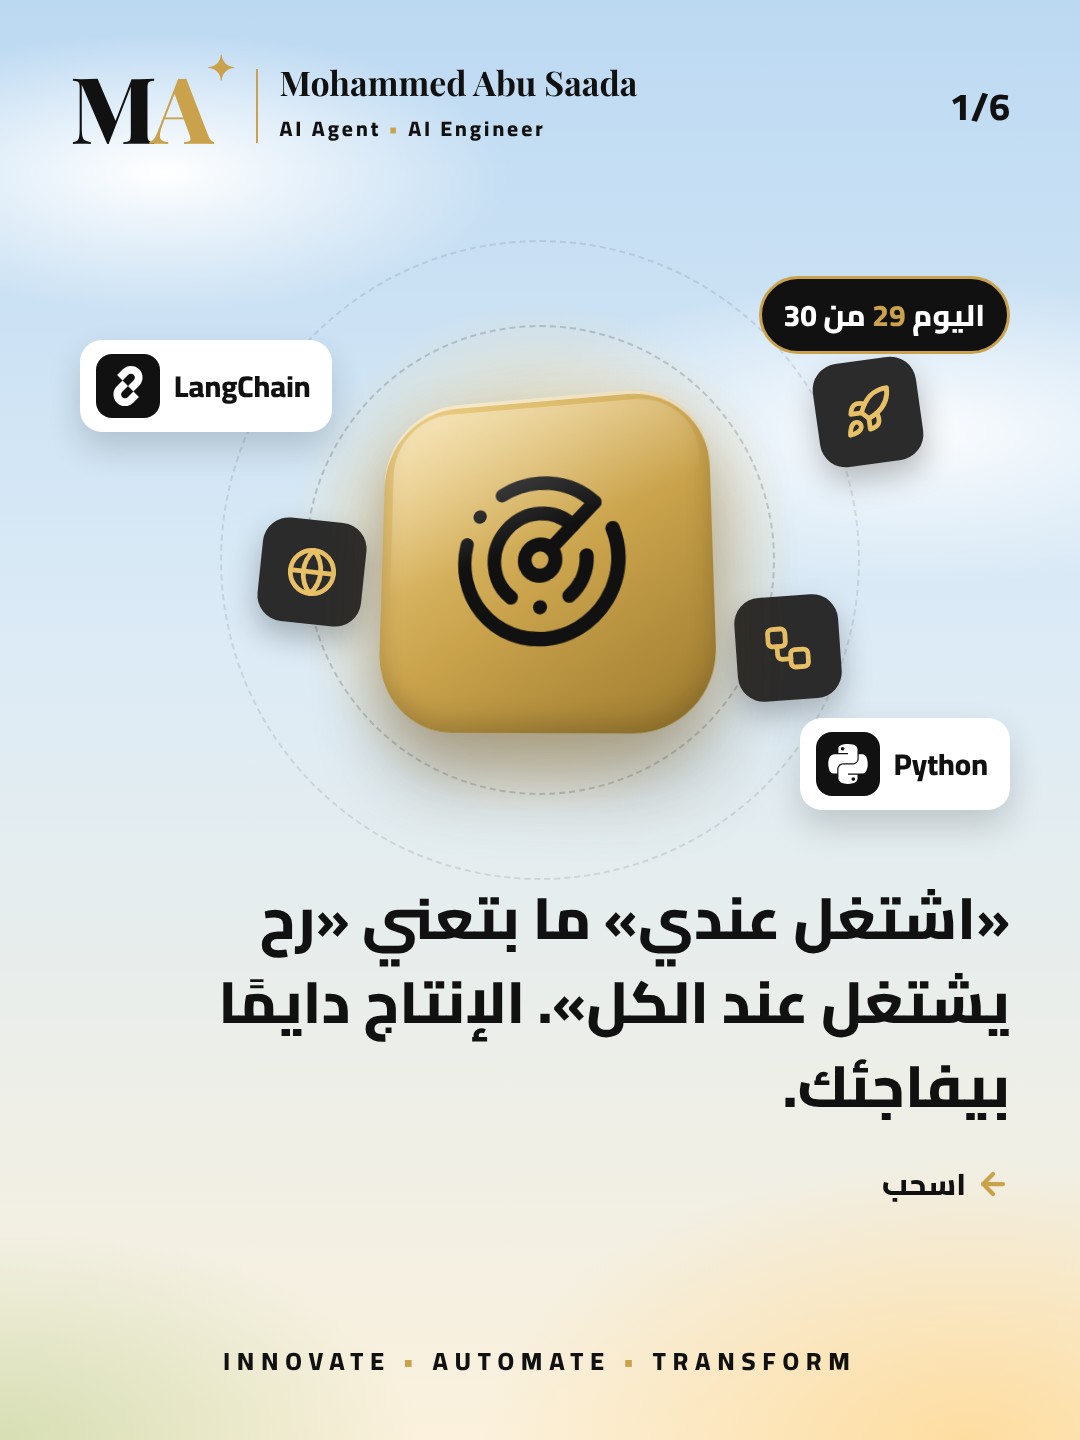 MA
Mohammed Abu Saada
AI Agent ▪ AI Engineer
1/6
اليوم 29 من 30
LangChain
Python
«اشتغل عندي» ما بتعني «رح
يشتغل عند الكل». الإنتاج دايمًا
بيفاجئك.
← اسحب
INNOVATE ▪ AUTOMATE ▪ TRANSFORM